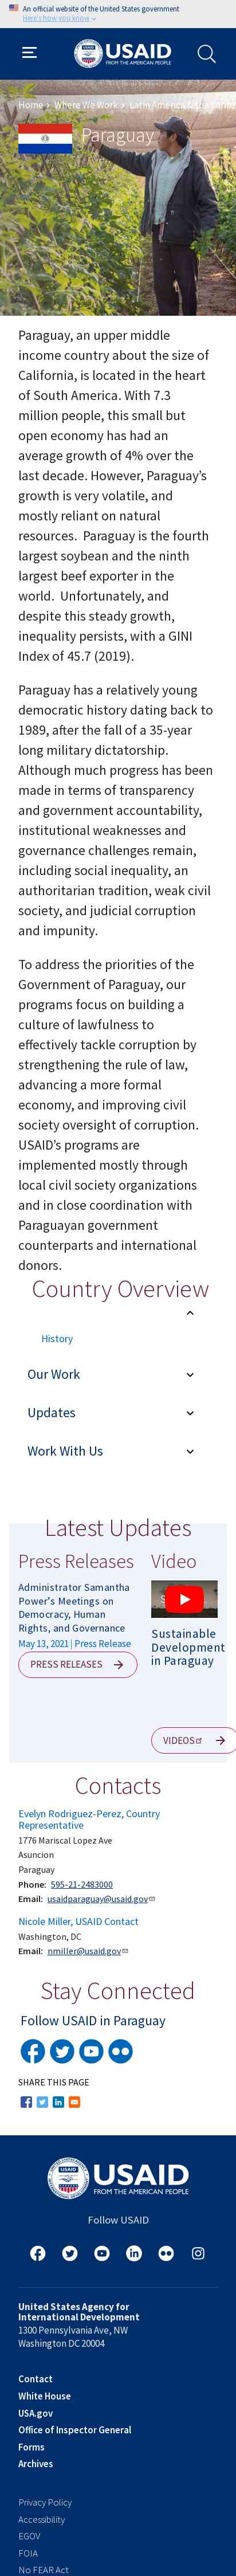 An official website of the United States government
Here's how you know
USAID
FROM THE AMERICAN PEOPLE
Home › Where We Work › Latin America
Paraguay
Paraguay, an upper middle
income country about the size of
California, is located in the heart
of South America. With 7.3
million people, this small but
open economy has had an
average growth of 4% over the
last decade. However, Paraguay’s
growth is very volatile, and
mostly reliant on natural
resources. Paraguay is the fourth
largest soybean and the ninth
largest beef exporter in the
world. Unfortunately, and
despite this steady growth,
inequality persists, with a GINI
Index of 45.7 (2019).
Paraguay has a relatively young
democratic history dating back to
1989, after the fall of a 35-year
long military dictatorship.
Although much progress has been
made in terms of transparency
and government accountability,
institutional weaknesses and
governance challenges remain,
including social inequality, an
authoritarian tradition, weak civil
society, and judicial corruption
and impunity.
To address the priorities of the
Government of Paraguay, our
programs focus on building a
culture of lawfulness to
effectively tackle corruption by
strengthening the rule of law,
advancing a more formal
economy, and improving civil
society oversight of corruption.
USAID’s programs are
implemented mostly through
local civil society organizations
and in close coordination with
Paraguayan government
counterparts and international
donors.
Country Overview
History
Our Work
Updates
Work With Us
Latest Updates
Press Releases
Administrator Samantha
Power’s Meetings on
Democracy, Human
Rights, and Governance
May 13, 2021 | Press Release
PRESS RELEASES
Video
Sustainable
Development
in Paraguay
VIDEOS
Contacts
Evelyn Rodriguez-Perez, Country
Representative
1776 Mariscal Lopez Ave
Asuncion
Paraguay
Phone: 595-21-2483000
Email: usaidparaguay@usaid.gov
Nicole Miller, USAID Contact
Washington, DC
Email: nmiller@usaid.gov
Stay Connected
Follow USAID in Paraguay
SHARE THIS PAGE
USAID
FROM THE AMERICAN PEOPLE
Follow USAID
United States Agency for
International Development
1300 Pennsylvania Ave, NW
Washington DC 20004
Contact
White House
USA.gov
Office of Inspector General
Forms
Archives
Privacy Policy
Accessibility
EGOV
FOIA
No FEAR Act